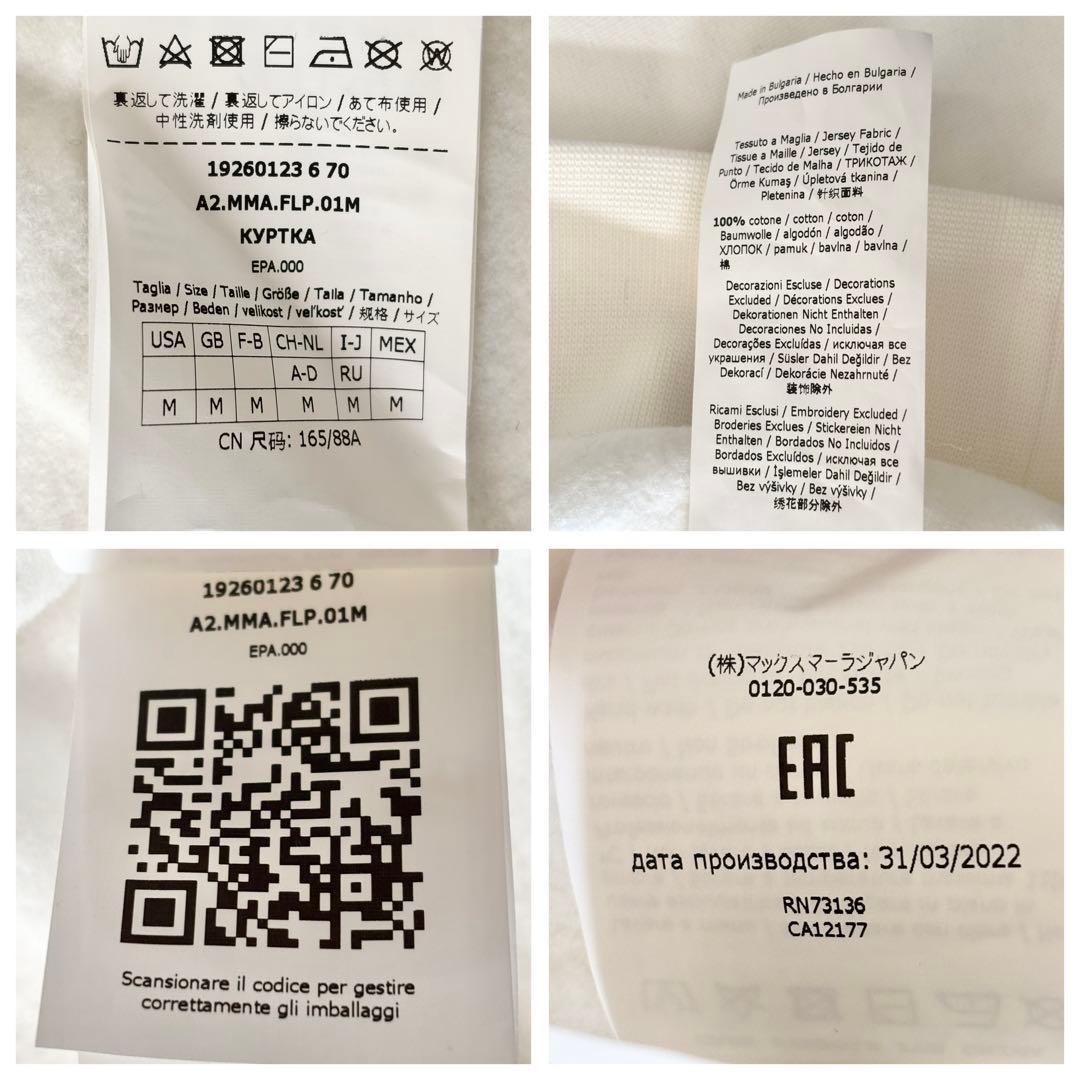 裏返して洗濯 / 裏返してアイロン / あて布使用 /
中性洗剤使用 / 擦らないでください。
19260123 6 70
A2.MMA.FLP.01M
КУРТКА
EPA.000
Taglia / Size / Taille / Größe / Talla / Tamanho /
Размер / Beden / velikost / veľkosť / 规格 / サイズ
USA GB F-B CH-NL I-J MEX
A-D RU
M M M M M M
CN 尺码: 165/88A
Made in Bulgaria / Hecho en Bulgaria /
Произведено в Болгарии
Tessuto a Maglia / Jersey Fabric /
Tissue a Maille / Jersey / Tejido de
Punto / Tecido de Malha / ТРИКОТАЖ /
Örme Kumaş / Úpletová tkanina /
Pletenina / 针织面料
100% cotone / cotton / coton /
Baumwolle / algodón / algodão /
ХЛОПОК / pamuk / bavlna / bavlna /
棉
Decorazioni Escluse / Decorations
Excluded / Décorations Exclues /
Dekorationen Nicht Enthalten /
Decoraciones No Incluidas /
Decorações Excluídas / исключая все
украшения / Süsler Dahil Değildir / Bez
Dekorací / Dekorácie Nezahrnuté /
装饰除外
Ricami Esclusi / Embroidery Excluded /
Broderies Exclues / Stickereien Nicht
Enthalten / Bordados No Incluidos /
Bordados Excluídos / исключая все
вышивки / İşlemeler Dahil Değildir /
Bez výšivky / Bez výšivky /
绣花部分除外
19260123 6 70
A2.MMA.FLP.01M
EPA.000
Scansionare il codice per gestire
correttamente gli imballaggi
(株)マックスマーラジャパン
0120-030-535
EAC
дата производства: 31/03/2022
RN73136
CA12177